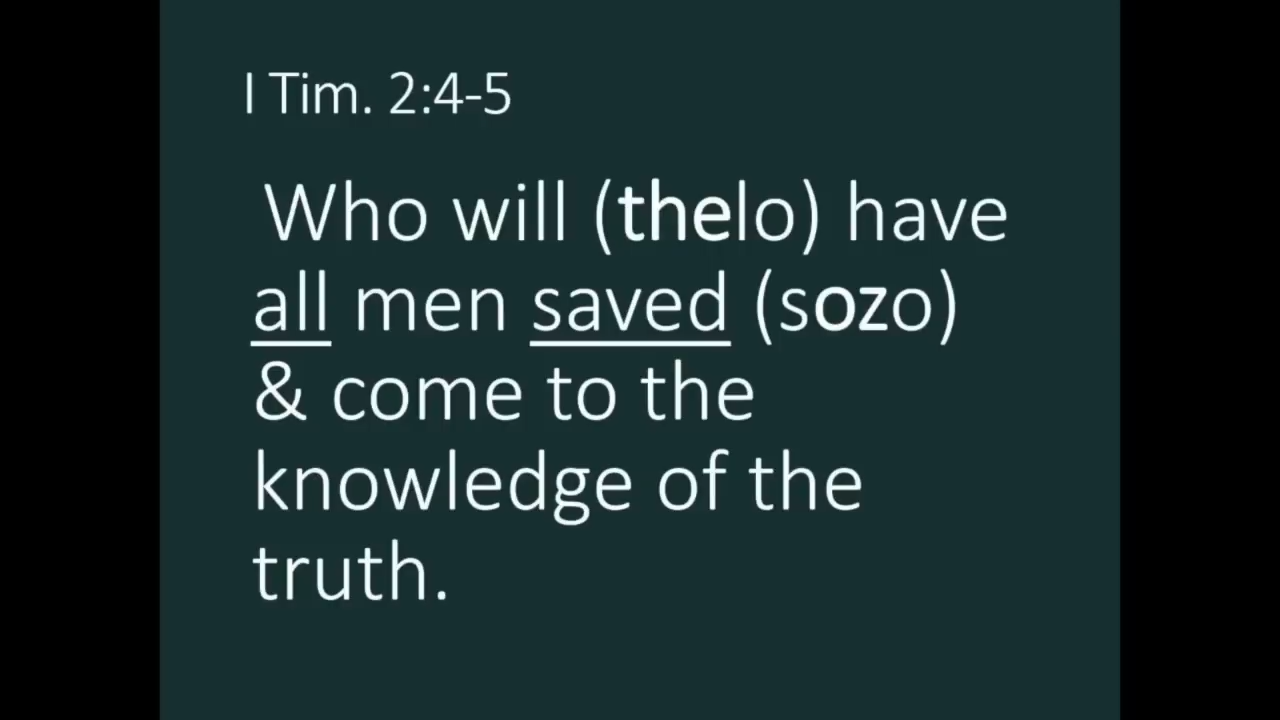 I Tim. 2:4-5
Who will (thelo) have
all men saved (sozo)
& come to the
knowledge of the
truth.